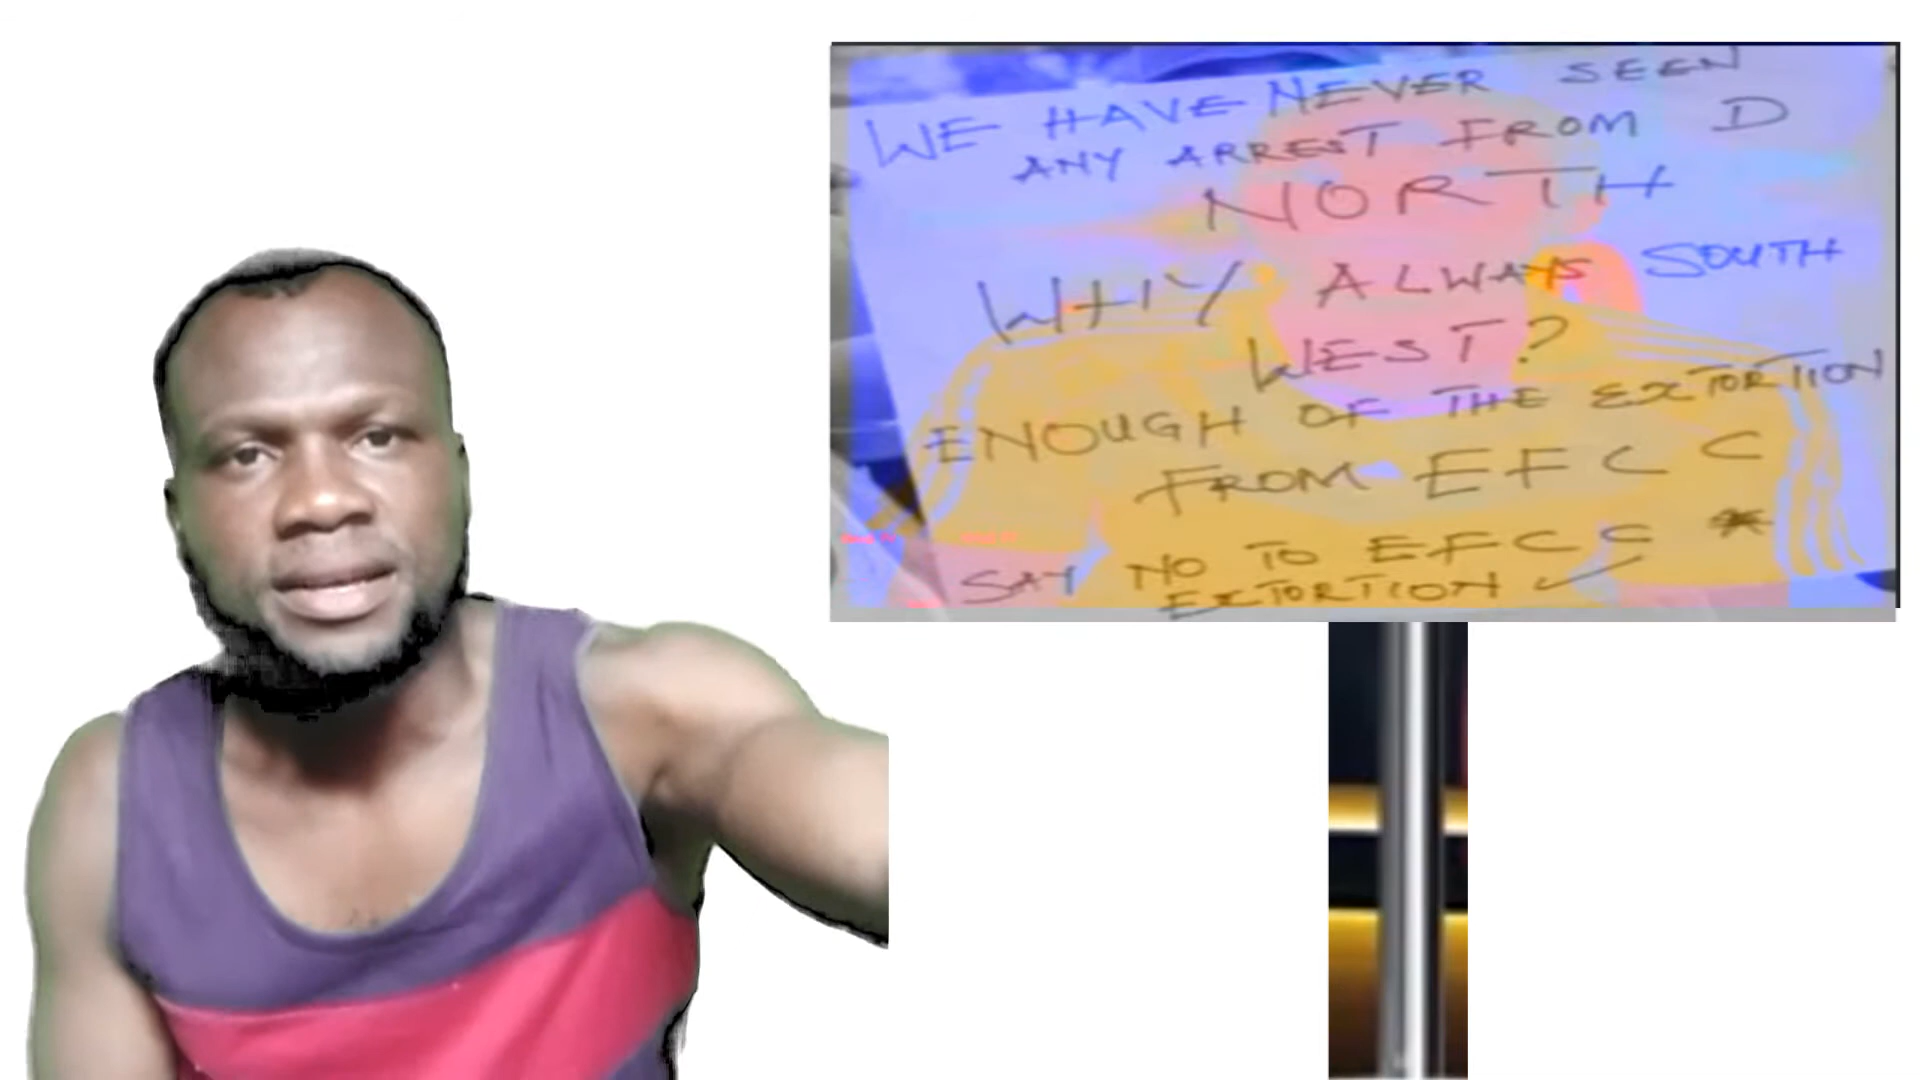 WE HAVE NEVER SEEN
ANY ARREST FROM D
NORTH
WHY ALWAYS SOUTH
WEST?
ENOUGH OF THE EXTORTION
FROM EFCC
SAY NO TO EFCC *
EXTORTION ✓